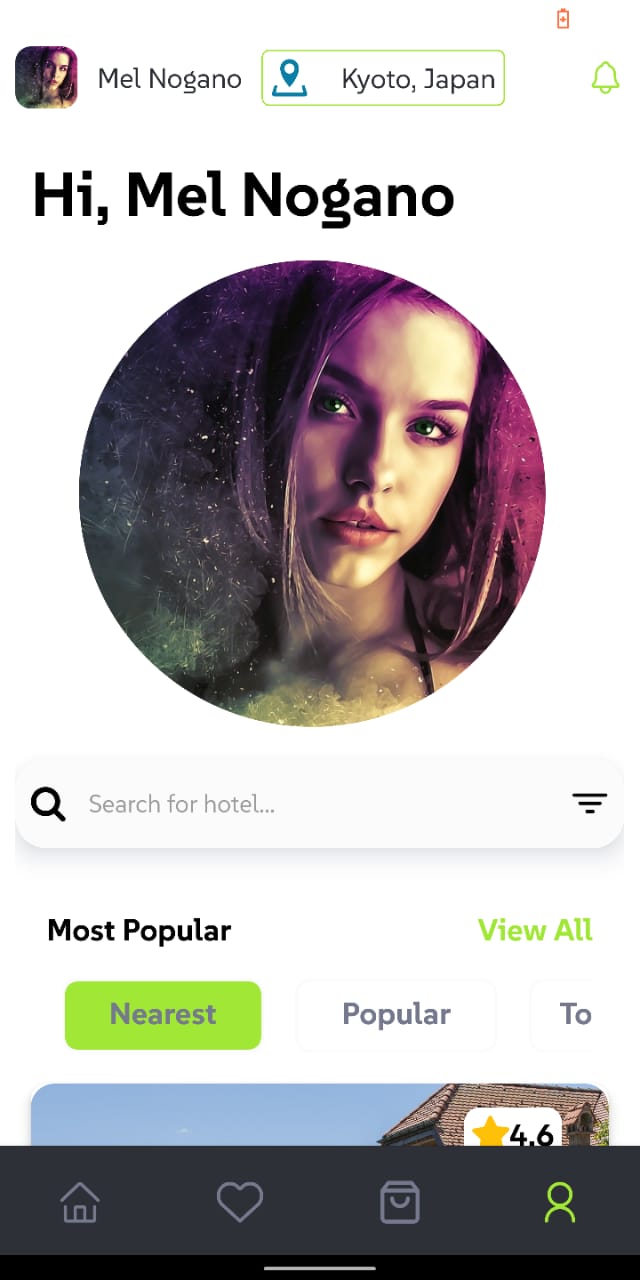 Mel Nogano
Kyoto, Japan
Hi, Mel Nogano
Search for hotel...
Most Popular
View All
Nearest
Popular
To
4.6